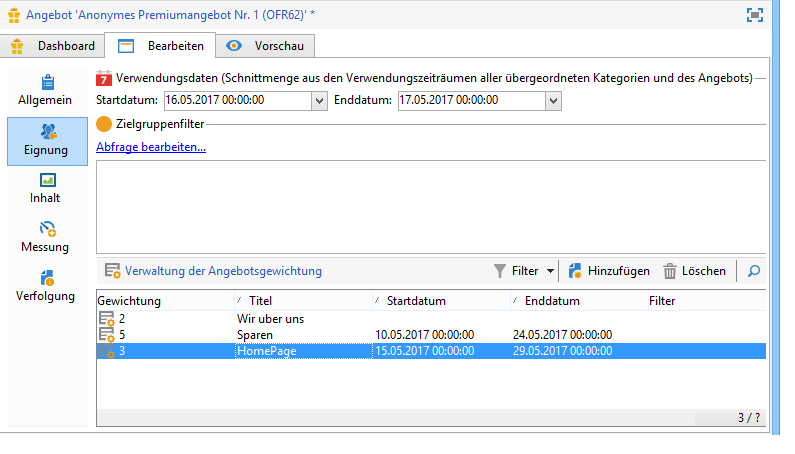 Angebot 'Anonymes Premiumangebot Nr. 1 (OFR62)' *
Dashboard Bearbeiten Vorschau
Allgemein
Eignung
Inhalt
Messung
Verfolgung
7 Verwendungsdaten (Schnittmenge aus den Verwendungszeiträumen aller übergeordneten Kategorien und des Angebots)
Startdatum: 16.05.2017 00:00:00 Enddatum: 17.05.2017 00:00:00
Zielgruppenfilter
Abfrage bearbeiten...
Verwaltung der Angebotsgewichtung Filter Hinzufügen Löschen
Gewichtung Titel Startdatum Enddatum Filter
2 Wir uber uns
5 Sparen 10.05.2017 00:00:00 24.05.2017 00:00:00
3 HomePage 15.05.2017 00:00:00 29.05.2017 00:00:00
3 / ?